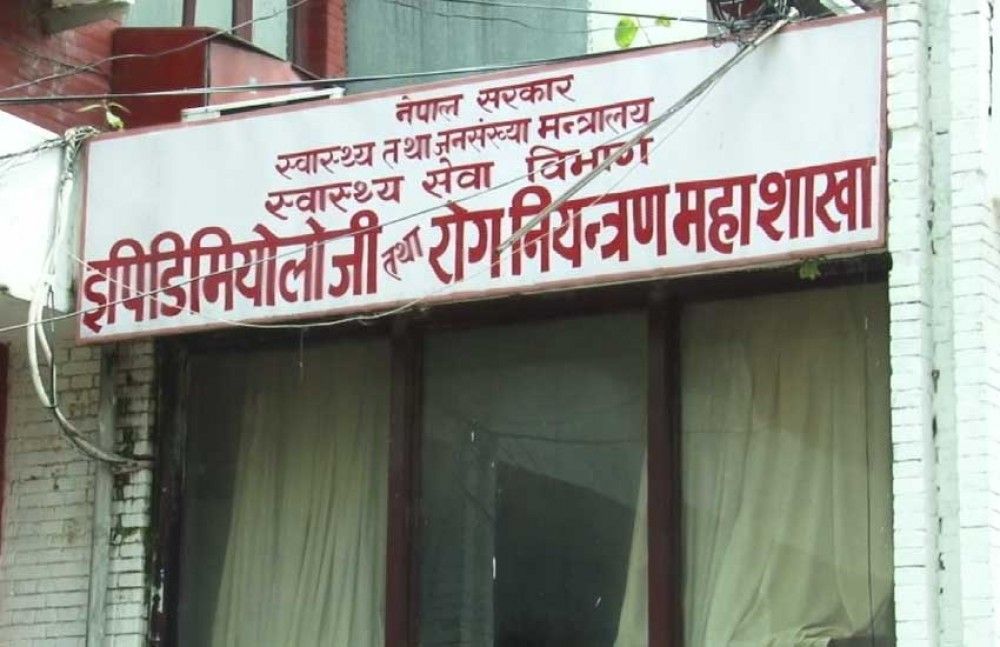 नेपाल सरकार
स्वास्थ्य तथा जनसंख्या मन्त्रालय
स्वास्थ्य सेवा विभाग
इपिडिमियोलोजी तथा रोग नियन्त्रण महाशाखा